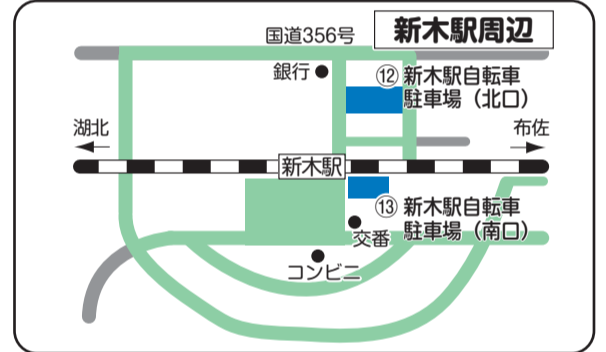 新木駅周辺
国道356号
銀行
⑫ 新木駅自転車
駐車場（北口）
湖北
布佐
新木駅
⑬ 新木駅自転車
駐車場（南口）
交番
コンビニ